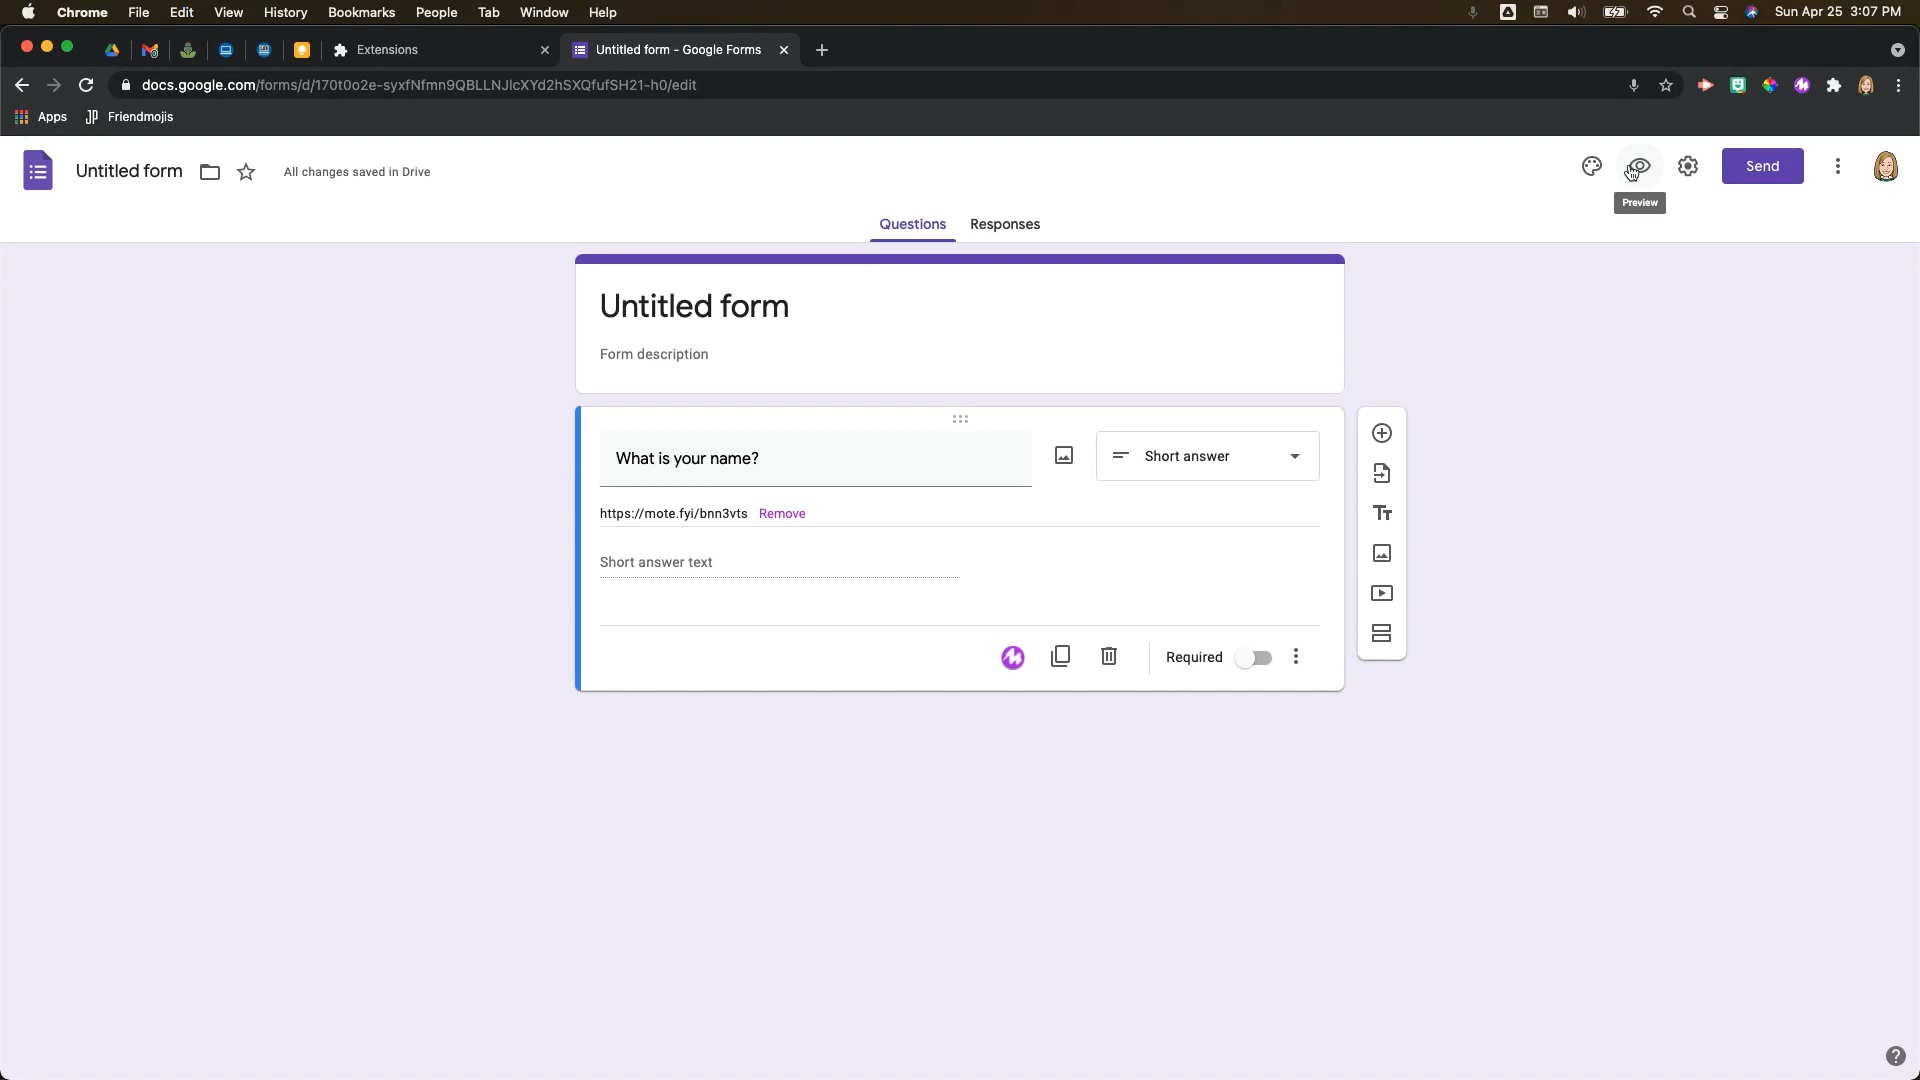 Chrome File Edit View History Bookmarks People Tab Window Help Sun Apr 25 3:07 PM
Extensions Untitled form - Google Forms
docs.google.com/forms/d/170t0o2e-syxfNfmn9QBLLNJlcXYd2hSXQfufSH21-h0/edit
Apps JP Friendmojis
Untitled form All changes saved in Drive Send
Preview
Questions Responses
Untitled form
Form description
What is your name? Short answer
https://mote.fyi/bnn3vts Remove
Short answer text
Required